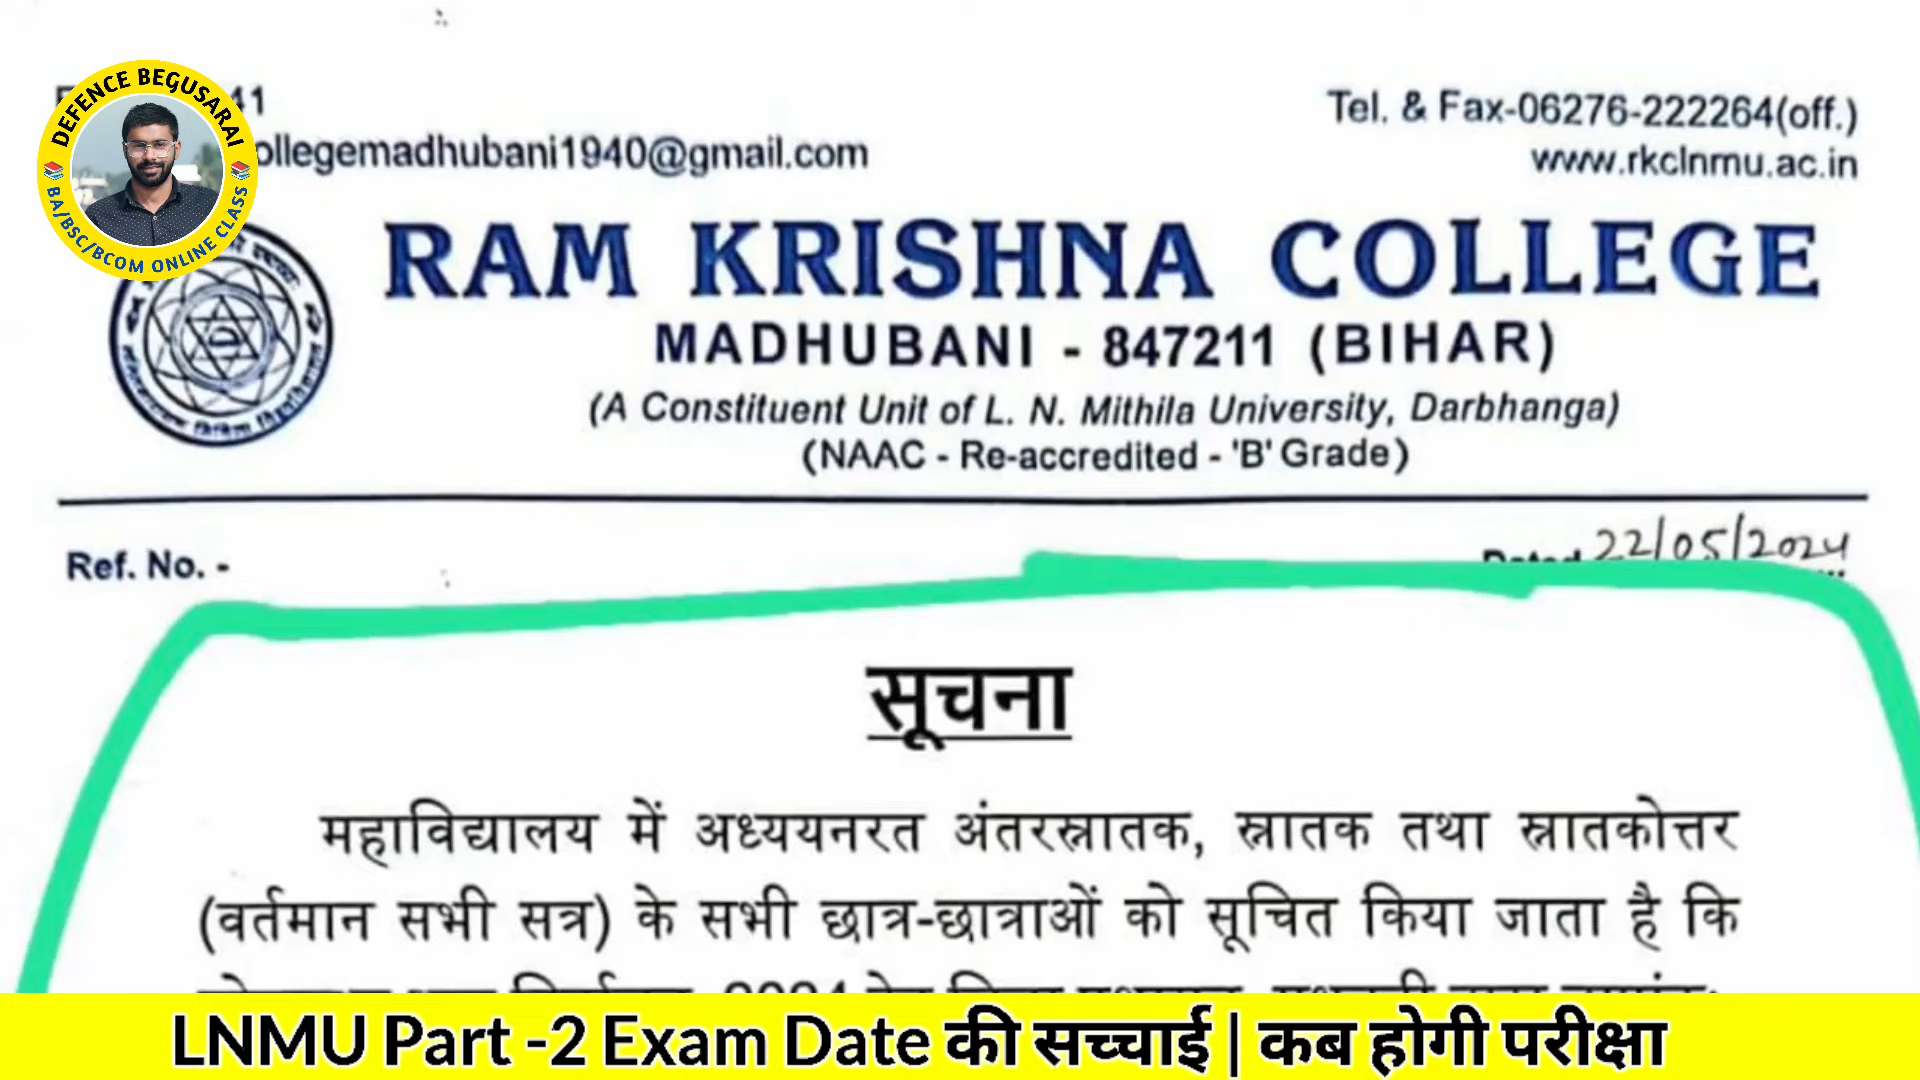 DEFENCE BEGUSARAI
BA/BSC/BCOM ONLINE CLASS
41
ollegemadhubani1940@gmail.com
Tel. & Fax-06276-222264(off.)
www.rkclnmu.ac.in
RAM KRISHNA COLLEGE
MADHUBANI - 847211 (BIHAR)
(A Constituent Unit of L. N. Mithila University, Darbhanga)
(NAAC - Re-accredited - 'B' Grade)
Ref. No. -
Dated 22/05/2024
सूचना
महाविद्यालय में अध्ययनरत अंतरस्नातक, स्नातक तथा स्नातकोत्तर
(वर्तमान सभी सत्र) के सभी छात्र-छात्राओं को सूचित किया जाता है कि
LNMU Part -2 Exam Date की सच्चाई | कब होगी परीक्षा